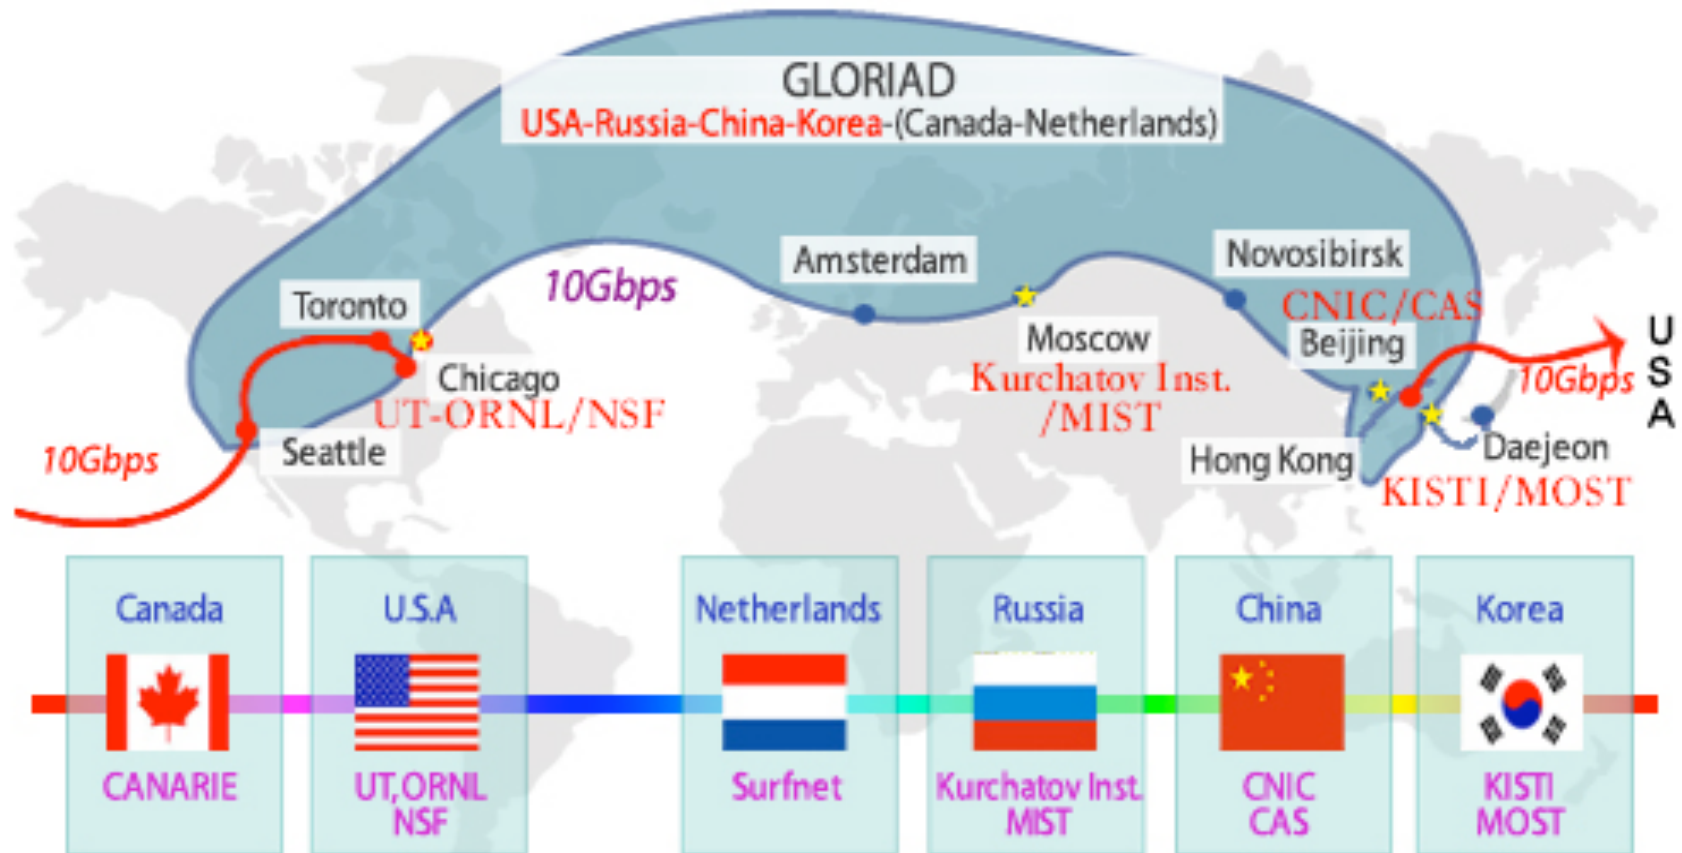 GLORIAD
USA-Russia-China-Korea-(Canada-Netherlands)
Amsterdam
Novosibirsk
10Gbps
Toronto
CNIC/CAS
Beijing
Moscow
Chicago
Kurchatov Inst.
/MIST
UT-ORNL/NSF
10Gbps
USA
Seattle
10Gbps
Hong Kong
Daejeon
KISTI/MOST
Canada
CANARIE
U.S.A
UT,ORNL
NSF
Netherlands
Surfnet
Russia
Kurchatov Inst.
MIST
China
CNIC
CAS
Korea
KISTI
MOST